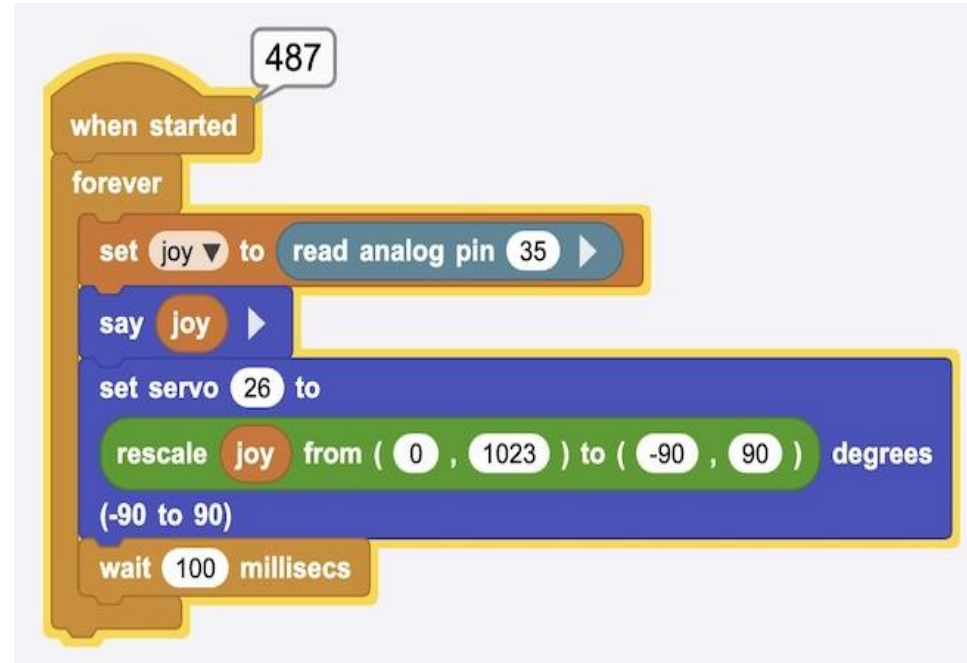 487
when started
forever
set joy ▼ to read analog pin 35
say joy
set servo 26 to
rescale joy from ( 0 , 1023 ) to ( -90 , 90 ) degrees
(-90 to 90)
wait 100 millisecs